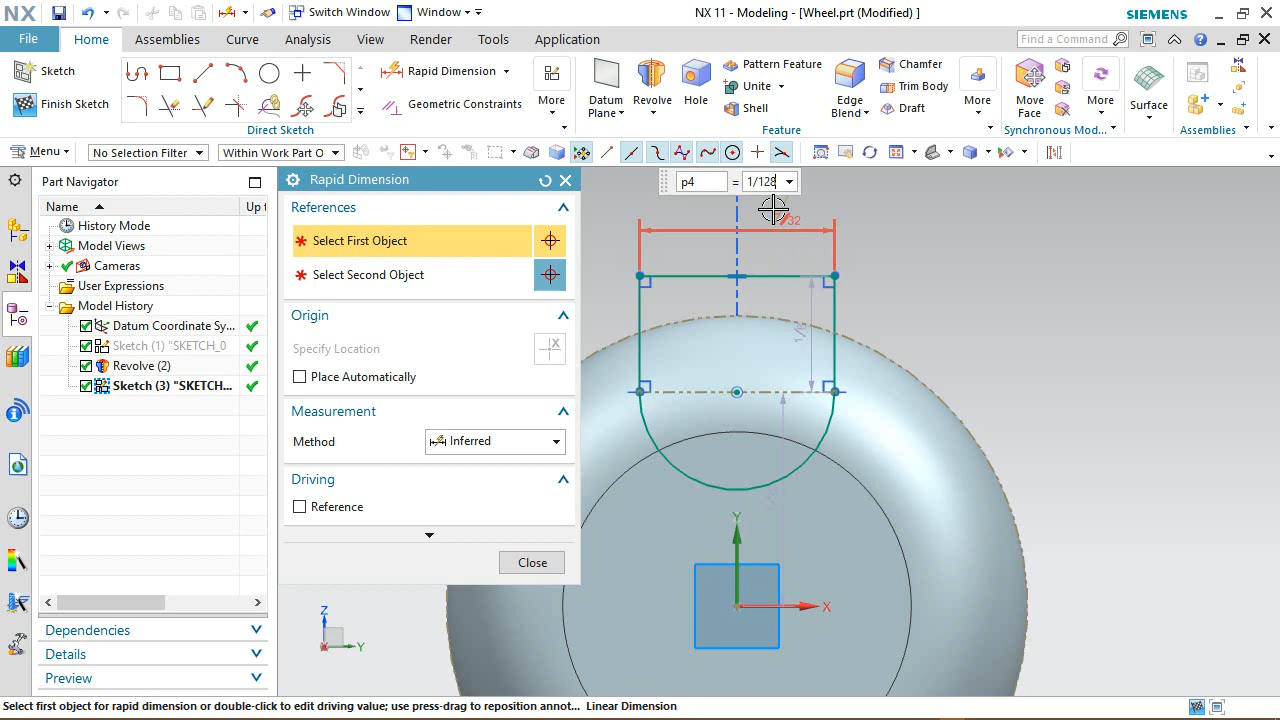 NX
Switch Window
Window
NX 11 - Modeling - [Wheel.prt (Modified) ]
SIEMENS
File
Home
Assemblies
Curve
Analysis
View
Render
Tools
Application
Find a Command
Sketch
Finish Sketch
Rapid Dimension
Geometric Constraints
More
Direct Sketch
Datum
Plane
Revolve
Hole
Pattern Feature
Unite
Shell
Edge
Blend
Chamfer
Trim Body
Draft
More
Feature
Move
Face
More
Synchronous Mod...
Surface
Assemblies
Menu
No Selection Filter
Within Work Part O
Part Navigator
Name
Up t
History Mode
Model Views
Cameras
User Expressions
Model History
Datum Coordinate Sy...
Sketch (1) "SKETCH_0
Revolve (2)
Sketch (3) "SKETCH...
Dependencies
Details
Preview
Rapid Dimension
References
* Select First Object
* Select Second Object
Origin
Specify Location
Place Automatically
Measurement
Method
Inferred
Driving
Reference
Close
p4 = 1/128
Y
X
Z
X
Y
Select first object for rapid dimension or double-click to edit driving value; use press-drag to reposition annot... Linear Dimension